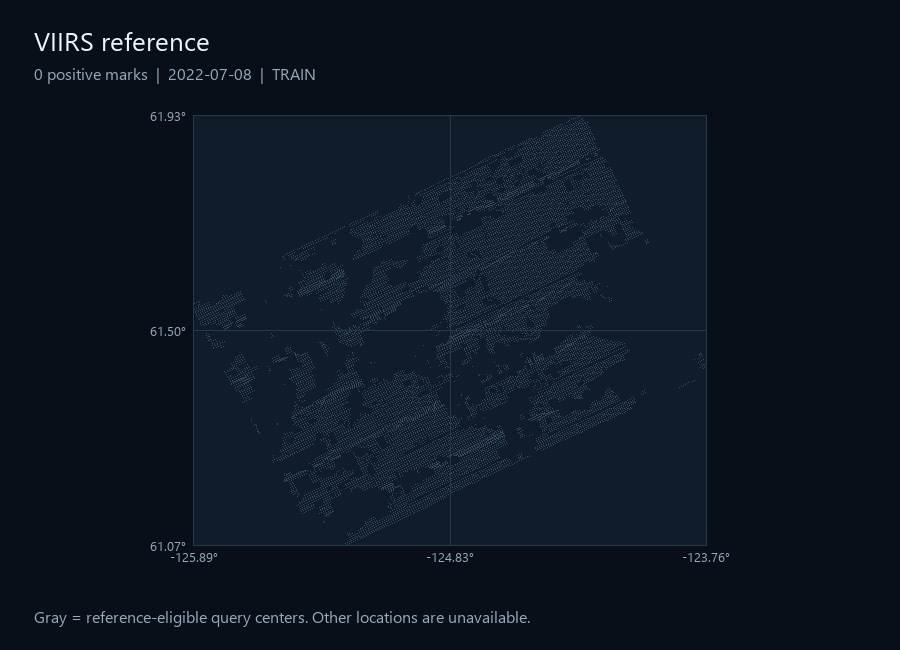 VIIRS reference
0 positive marks | 2022-07-08 | TRAIN
61.93°
61.50°
61.07°
-125.89°
-124.83°
-123.76°
Gray = reference-eligible query centers. Other locations are unavailable.